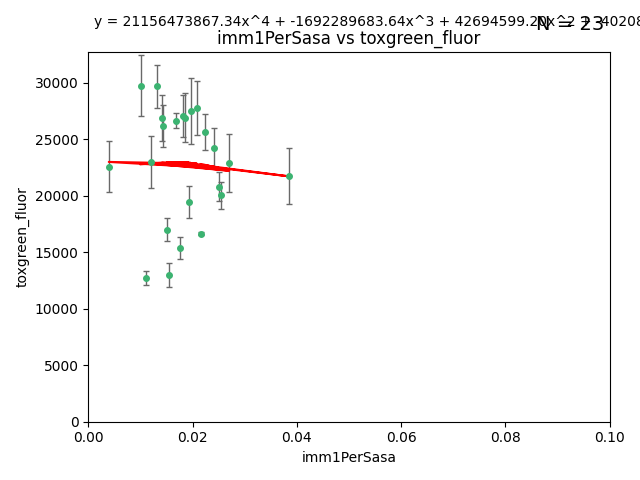 y = 21156473867.34x^4 + -1692289683.64x^3 + 42694599.20x^2 +
N = 23
imm1PerSasa vs toxgreen_fluor
30000
25000
20000
15000
10000
5000
0
toxgreen_fluor
0.00 0.02 0.04 0.06 0.08 0.10
imm1PerSasa